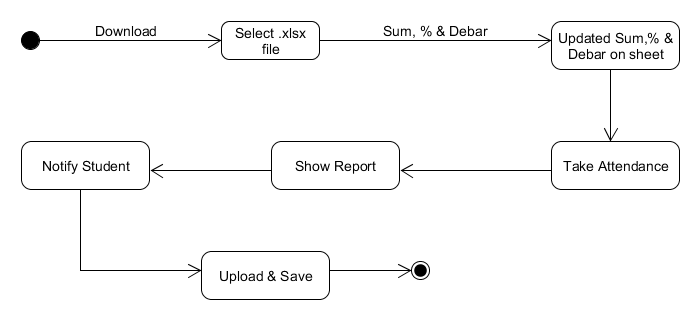 Download
Select .xlsx
file
Sum, % & Debar
Updated Sum,% &
Debar on sheet
Notify Student
Show Report
Take Attendance
Upload & Save